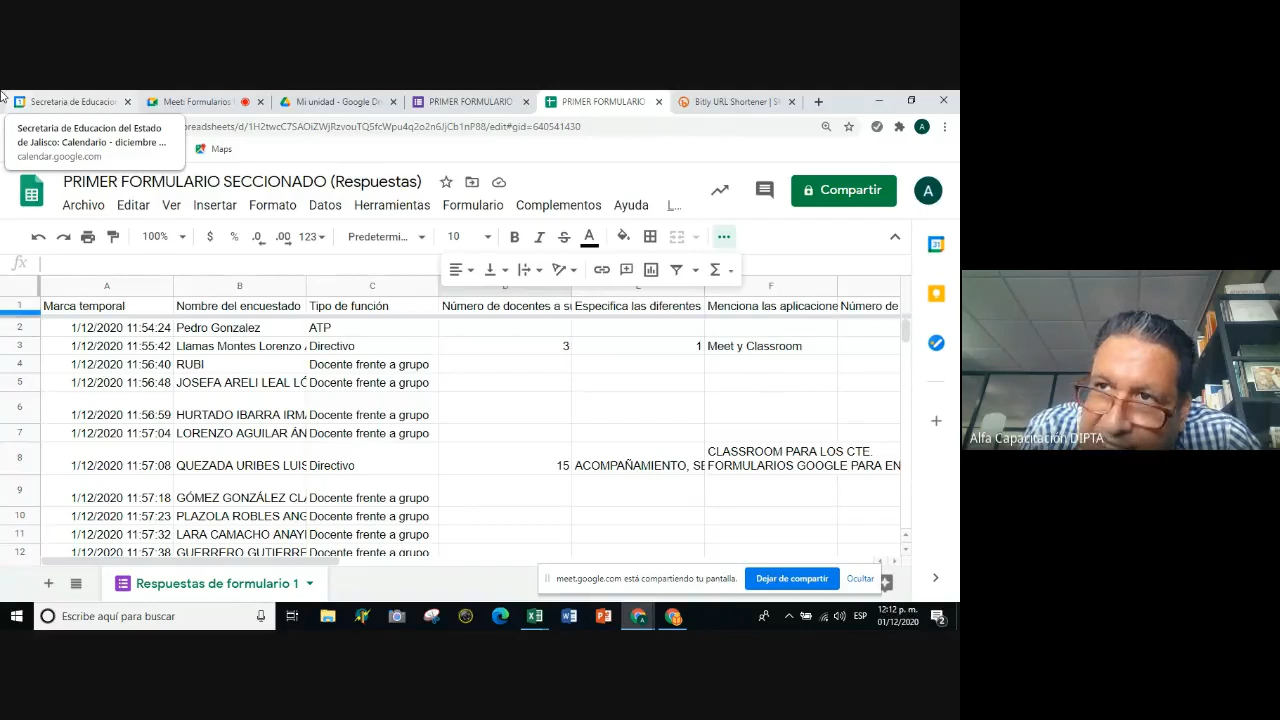 Secretaria de Educacion
Meet: Formularios
Mi unidad - Google Dr
PRIMER FORMULARIO
PRIMER FORMULARIO
Bitly URL Shortener | S
Secretaria de Educacion del Estado
de Jalisco: Calendario - diciembre ...
calendar.google.com
Maps
PRIMER FORMULARIO SECCIONADO (Respuestas)
Archivo Editar Ver Insertar Formato Datos Herramientas Formulario Complementos Ayuda L...
Compartir
A
100% $ % .0 .00 123 Predetermi... 10 B I S A
fx
A B C D E F
1 Marca temporal Nombre del encuestado Tipo de función Número de docentes a su Especifica las diferentes Menciona las aplicacione Número de
2 1/12/2020 11:54:24 Pedro Gonzalez ATP
3 1/12/2020 11:55:42 Llamas Montes Lorenzo Directivo 3 1 Meet y Classroom
4 1/12/2020 11:56:40 RUBI Docente frente a grupo
5 1/12/2020 11:56:48 JOSEFA ARELI LEAL LÓ Docente frente a grupo
6 1/12/2020 11:56:59 HURTADO IBARRA IRM Docente frente a grupo
7 1/12/2020 11:57:04 LORENZO AGUILAR ÁN Docente frente a grupo
CLASSROOM PARA LOS CTE.
8 1/12/2020 11:57:08 QUEZADA URIBES LUIS Directivo 15 ACOMPAÑAMIENTO, SE FORMULARIOS GOOGLE PARA EN
9 1/12/2020 11:57:18 GÓMEZ GONZÁLEZ CLA Docente frente a grupo
10 1/12/2020 11:57:23 PLAZOLA ROBLES ANG Docente frente a grupo
11 1/12/2020 11:57:32 LARA CAMACHO ANAYI Docente frente a grupo
12 1/12/2020 11:57:38 GUERRERO GUTIERRE Docente frente a grupo
Respuestas de formulario 1
meet.google.com está compartiendo tu pantalla. Dejar de compartir Ocultar
Escribe aquí para buscar
ESP
12:12 p. m.
01/12/2020
2
Alfa Capacitación DIPTA